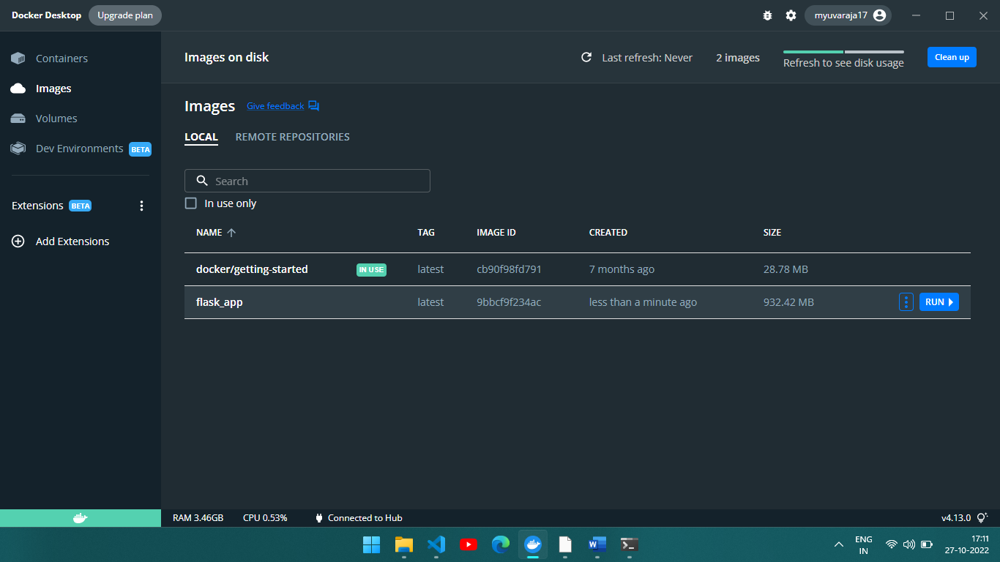 Docker Desktop Upgrade plan myuvaraja17
Containers
Images
Volumes
Dev Environments BETA
Extensions BETA
Add Extensions
Images on disk Last refresh: Never 2 images Refresh to see disk usage Clean up
Images Give feedback
LOCAL REMOTE REPOSITORIES
Search
In use only
NAME TAG IMAGE ID CREATED SIZE
docker/getting-started IN USE latest cb90f98fd791 7 months ago 28.78 MB
flask_app latest 9bbcf9f234ac less than a minute ago 932.42 MB RUN
RAM 3.46GB CPU 0.53% Connected to Hub v4.13.0
ENG
IN
17:11
27-10-2022